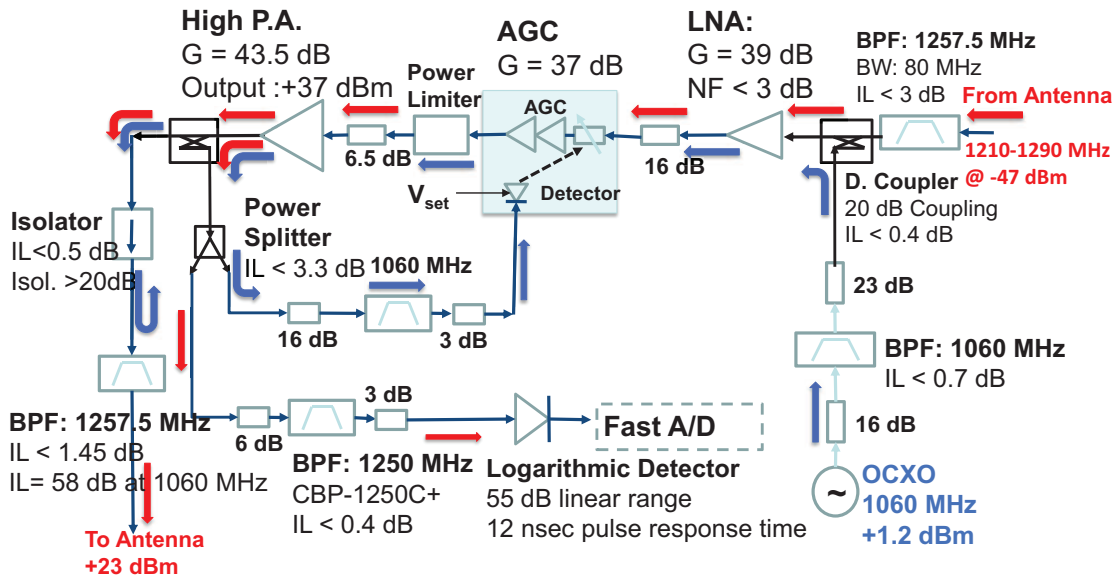 High P.A.
G = 43.5 dB
Output :+37 dBm
AGC
G = 37 dB
LNA:
G = 39 dB
NF < 3 dB
BPF: 1257.5 MHz
BW: 80 MHz
IL < 3 dB
From Antenna
1210-1290 MHz
@ -47 dBm
Power
Limiter
AGC
6.5 dB
16 dB
Detector
Vset
D. Coupler
20 dB Coupling
IL < 0.4 dB
Isolator
IL<0.5 dB
Isol. >20dB
Power
Splitter
IL < 3.3 dB
1060 MHz
16 dB
3 dB
23 dB
BPF: 1060 MHz
IL < 0.7 dB
16 dB
BPF: 1257.5 MHz
IL < 1.45 dB
IL= 58 dB at 1060 MHz
3 dB
6 dB
BPF: 1250 MHz
CBP-1250C+
IL < 0.4 dB
Fast A/D
Logarithmic Detector
55 dB linear range
12 nsec pulse response time
~
OCXO
1060 MHz
+1.2 dBm
To Antenna
+23 dBm